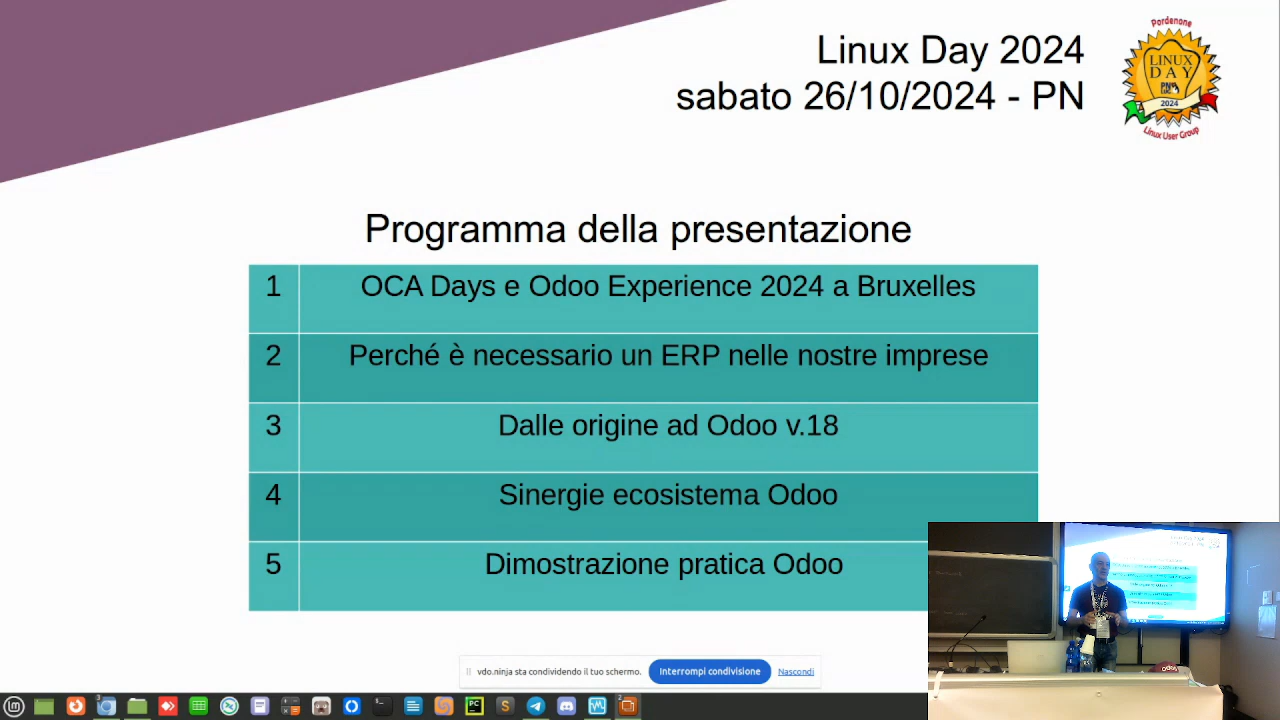 Linux Day 2024
sabato 26/10/2024 - PN
Pordenone
LINUX
DAY
2024
Linux User Group
Programma della presentazione
1 OCA Days e Odoo Experience 2024 a Bruxelles
2 Perché è necessario un ERP nelle nostre imprese
3 Dalle origine ad Odoo v.18
4 Sinergie ecosistema Odoo
5 Dimostrazione pratica Odoo
vdo.ninja sta condividendo il tuo schermo. Interrompi condivisione Nascondi